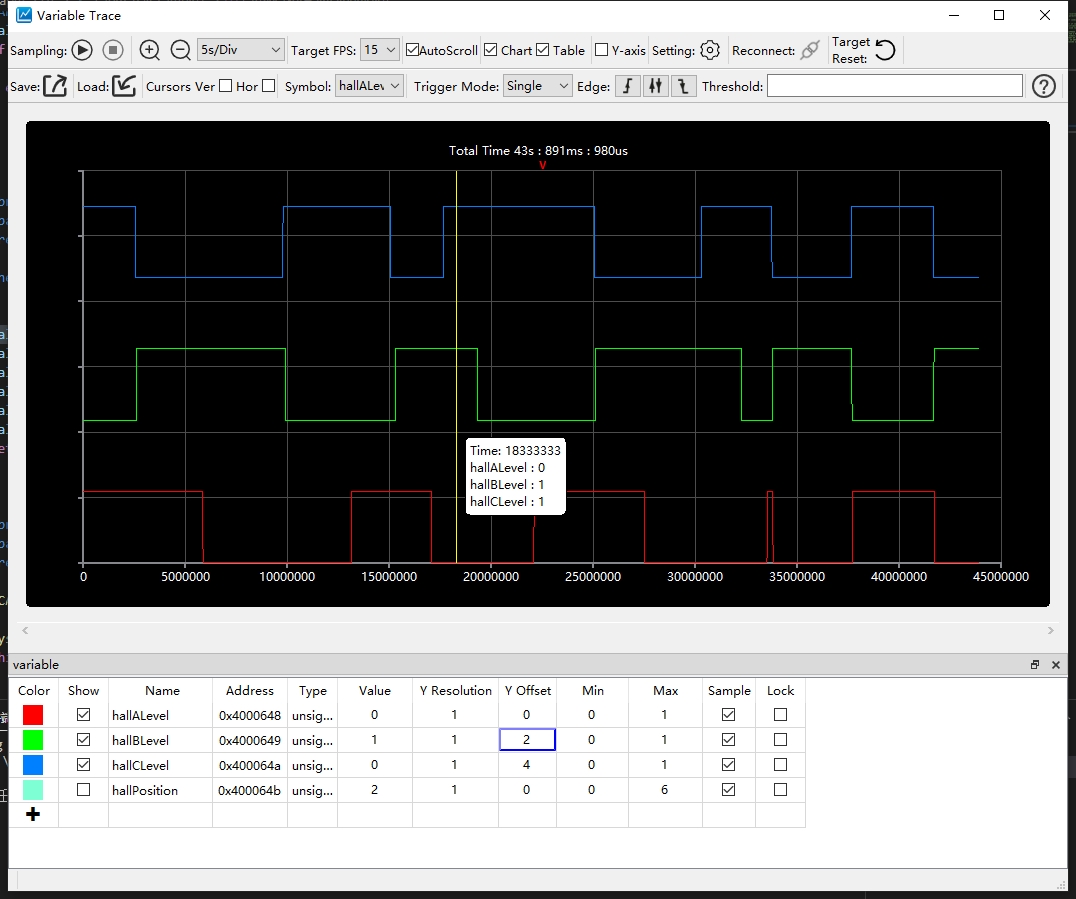 Variable Trace
Sampling: 5s/Div Target FPS: 15 AutoScroll Chart Table Y-axis Setting: Reconnect: Target Reset:
Save: Load: Cursors Ver Hor Symbol: hallALev Trigger Mode: Single Edge: Threshold:
Total Time 43s : 891ms : 980us
V
Time: 18333333
hallALevel : 0
hallBLevel : 1
hallCLevel : 1
0 5000000 10000000 15000000 20000000 25000000 30000000 35000000 40000000 45000000
variable
Color Show Name Address Type Value Y Resolution Y Offset Min Max Sample Lock
hallALevel 0x4000648 unsig... 0 1 0 0 1
hallBLevel 0x4000649 unsig... 1 1 2 0 1
hallCLevel 0x400064a unsig... 0 1 4 0 1
hallPosition 0x400064b unsig... 2 1 0 0 6